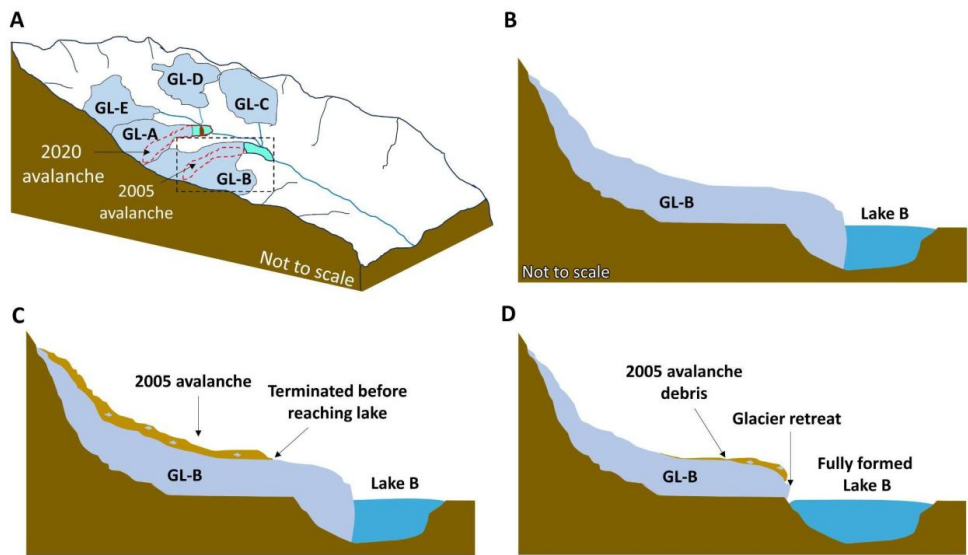 A
GL-D
GL-C
GL-E
GL-A
2020
avalanche
2005
avalanche
GL-B
Not to scale
B
GL-B
Lake B
Not to scale
C
2005 avalanche
Terminated before
reaching lake
GL-B
Lake B
D
2005 avalanche
debris
Glacier retreat
GL-B
Fully formed
Lake B